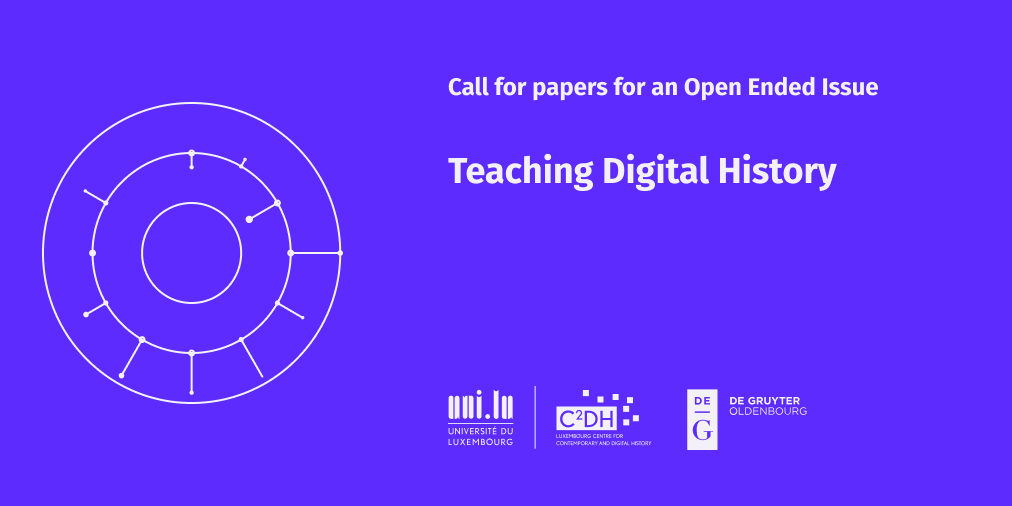 Call for papers for an Open Ended Issue
Teaching Digital History
uni.lu
UNIVERSITÉ DU
LUXEMBOURG
C²DH
LUXEMBOURG CENTRE FOR
CONTEMPORARY AND DIGITAL HISTORY
DE
G
DE GRUYTER
OLDENBOURG